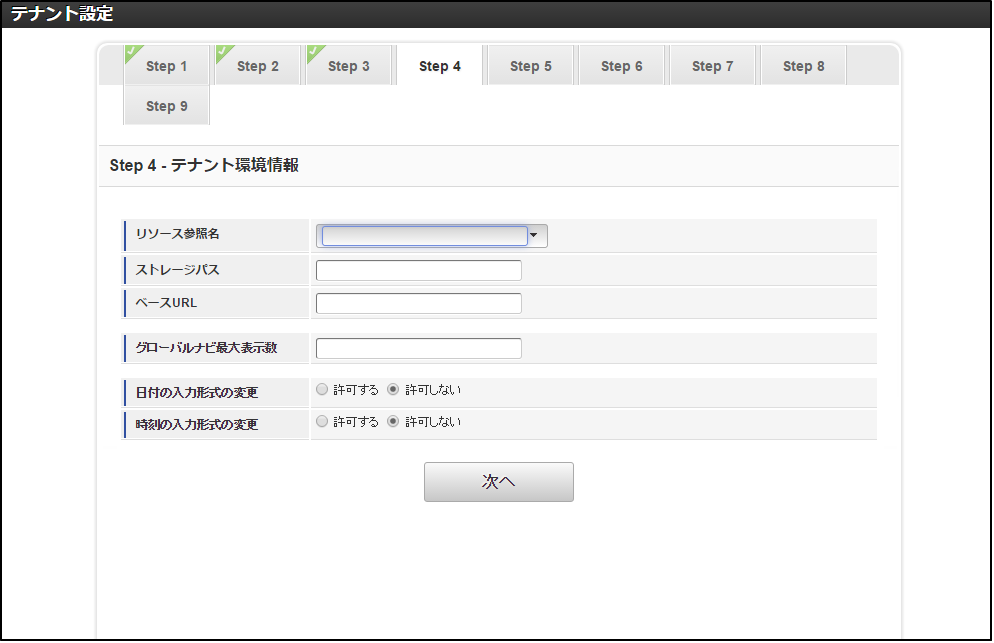 テナント設定
Step 1 Step 2 Step 3 Step 4 Step 5 Step 6 Step 7 Step 8
Step 9
Step 4 - テナント環境情報
リソース参照名
ストレージパス
ベースURL
グローバルナビ最大表示数
日付の入力形式の変更 許可する 許可しない
時刻の入力形式の変更 許可する 許可しない
次へ